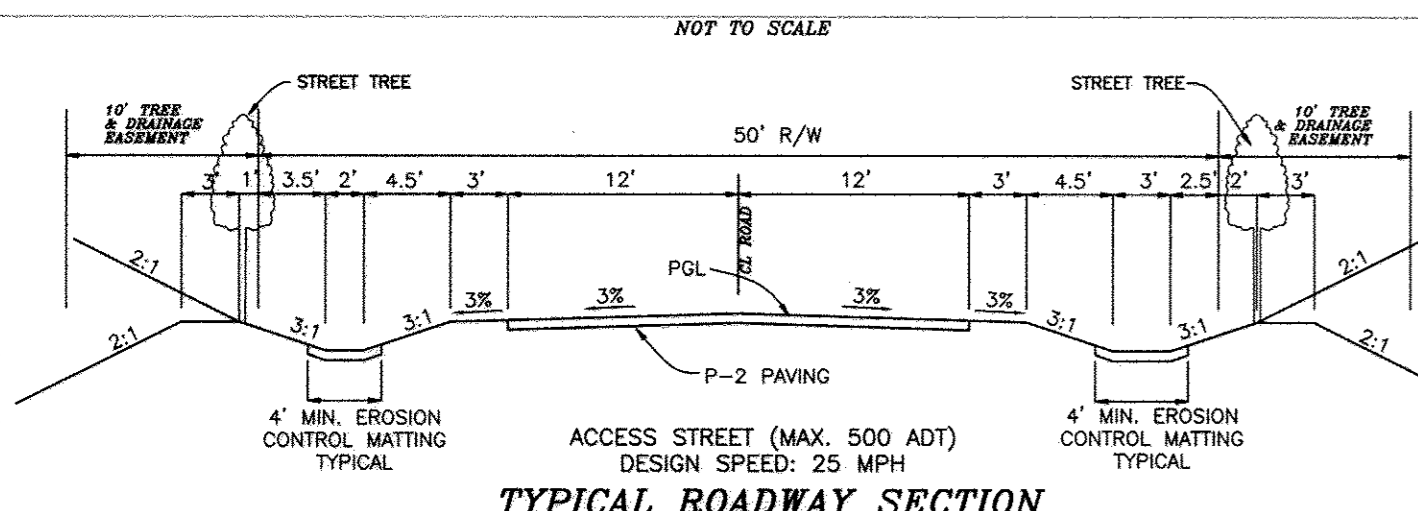 NOT TO SCALE
STREET TREE
STREET TREE
10' TREE
& DRAINAGE
EASEMENT
50' R/W
10' TREE
& DRAINAGE
EASEMENT
3' 1' 3.5' 2' 4.5' 3' 12' 12' 3' 4.5' 3' 2.5' 2' 3'
CL ROAD
PGL
2:1
2:1
3:1
3:1
3%
3%
3%
3%
3:1
3:1
2:1
2:1
P-2 PAVING
4' MIN. EROSION
CONTROL MATTING
TYPICAL
ACCESS STREET (MAX. 500 ADT)
DESIGN SPEED: 25 MPH
4' MIN. EROSION
CONTROL MATTING
TYPICAL
TYPICAL ROADWAY SECTION